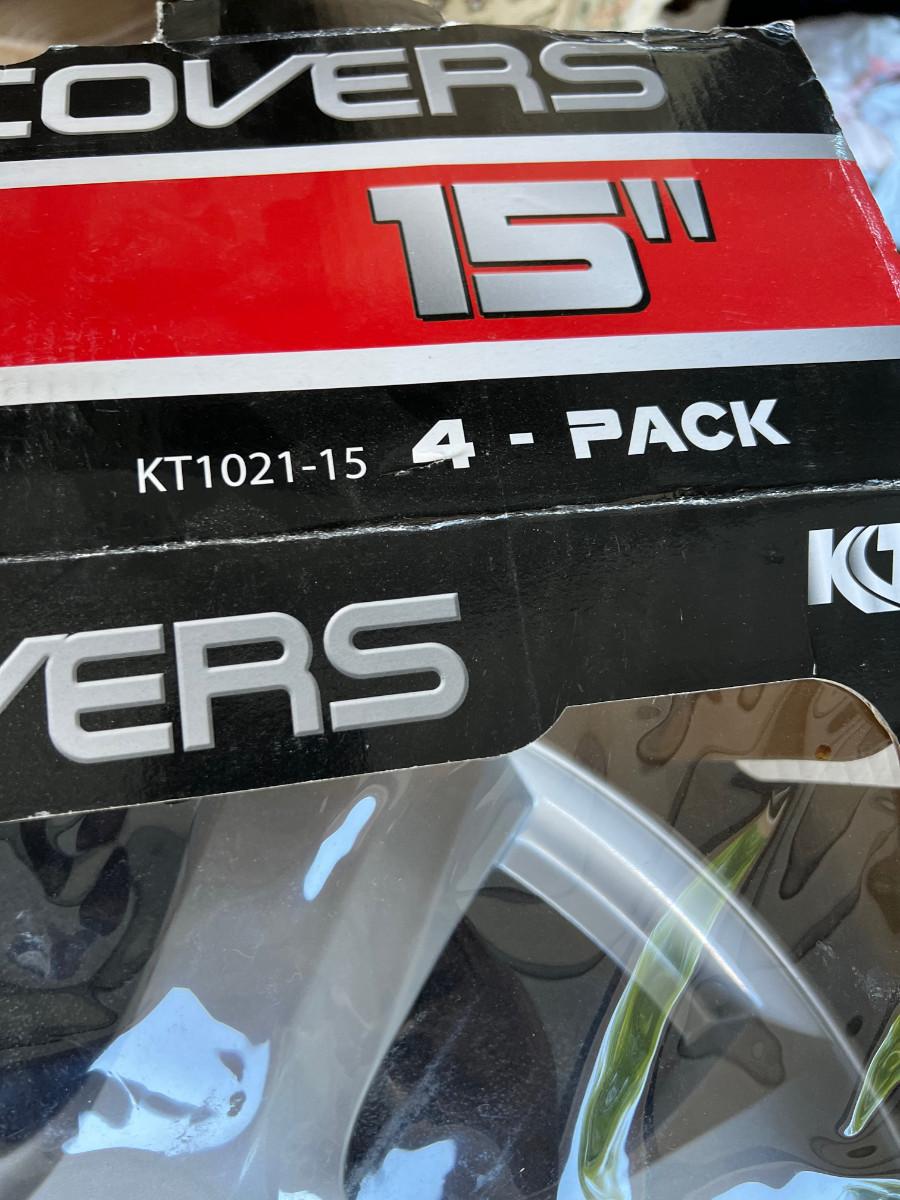 COVERS
15"
KT1021-15 4 - PACK
KT
VERS